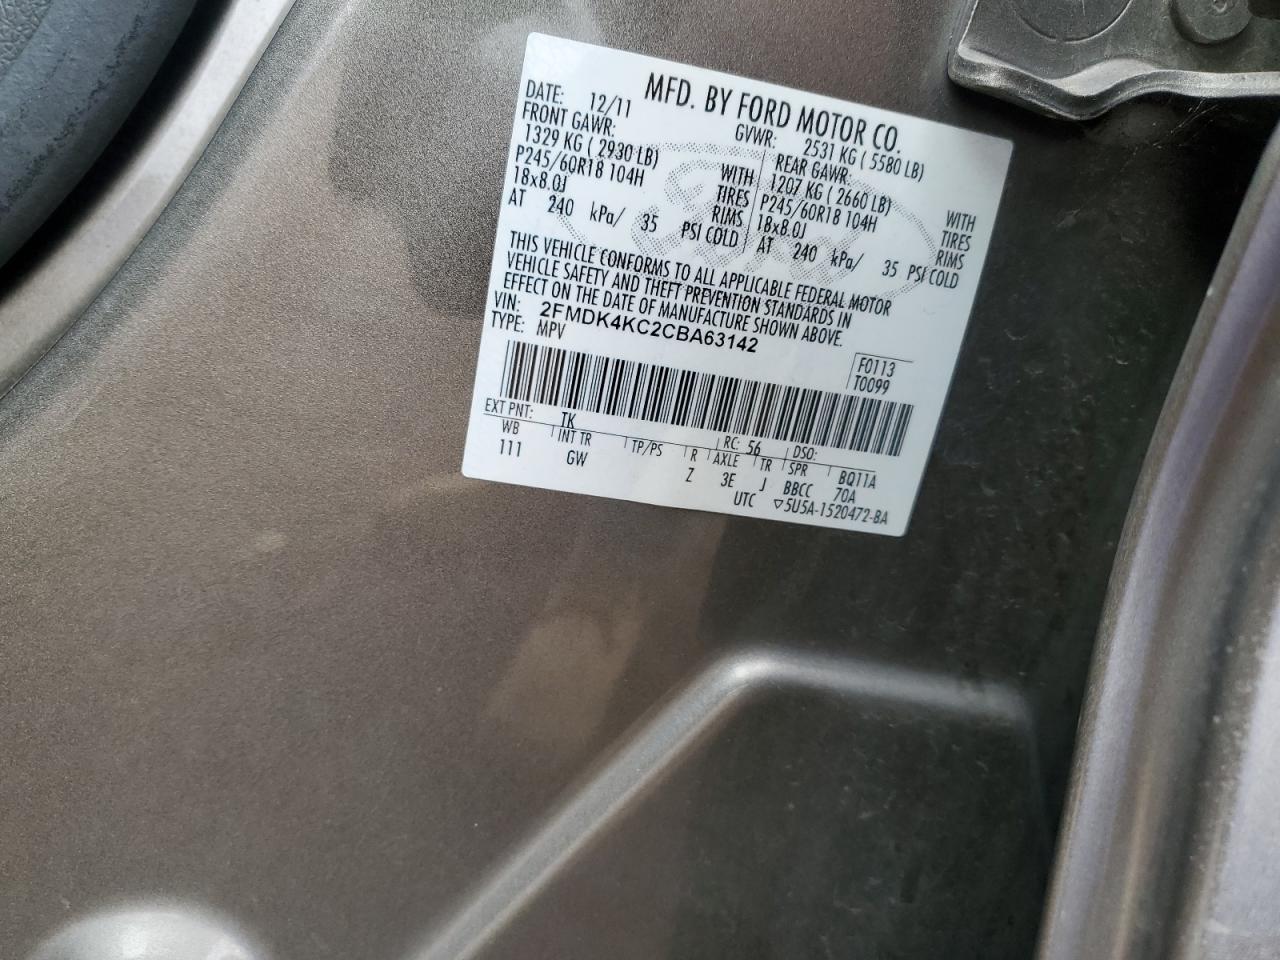 MFD. BY FORD MOTOR CO.
DATE: 12/11 GVWR: 2531 KG ( 5580 LB)
FRONT GAWR: REAR GAWR:
1329 KG ( 2930 LB) WITH 1207 KG ( 2660 LB) WITH
P245/60R18 104H TIRES P245/60R18 104H TIRES
18x8.0J RIMS 18x8.0J RIMS
AT 240 kPa/ 35 PSI COLD AT 240 kPa/ 35 PSI COLD
THIS VEHICLE CONFORMS TO ALL APPLICABLE FEDERAL MOTOR
VEHICLE SAFETY AND THEFT PREVENTION STANDARDS IN
EFFECT ON THE DATE OF MANUFACTURE SHOWN ABOVE.
VIN: 2FMDK4KC2CBA63142
TYPE: MPV
F0113
T0099
EXT PNT: TK RC: 56 DSO:
WB INT TR TP/PS R AXLE TR SPR BQ11A
111 GW Z 3E J BBCC 70A
UTC ▽5U5A-1520472-BA